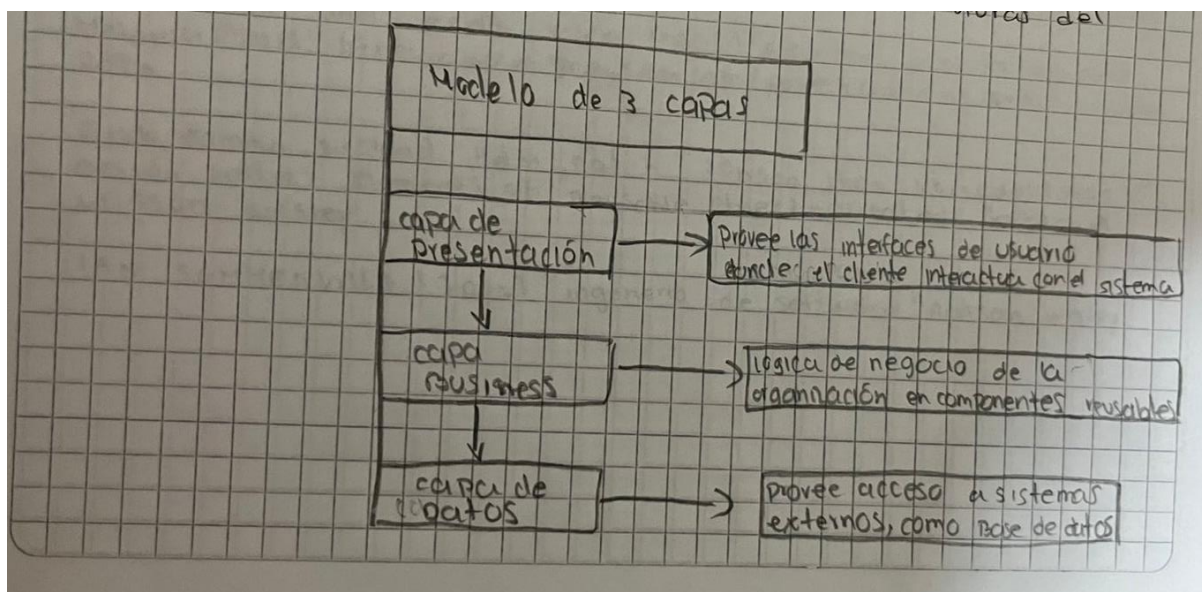 del
Modelo de 3 capas
capa de
presentación
Provee las interfaces de usuario
donde el cliente interactua con el sistema
capa
Business
lógica de negocio de la
organización en componentes reusables
capa de
datos
provee acceso a sistemas
externos, como Base de datos